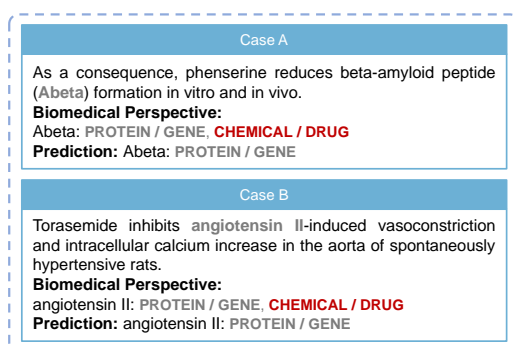 Case A
As a consequence, phenserine reduces beta-amyloid peptide
(Abeta) formation in vitro and in vivo.
Biomedical Perspective:
Abeta: PROTEIN / GENE, CHEMICAL / DRUG
Prediction: Abeta: PROTEIN / GENE
Case B
Torasemide inhibits angiotensin II-induced vasoconstriction
and intracellular calcium increase in the aorta of spontaneously
hypertensive rats.
Biomedical Perspective:
angiotensin II: PROTEIN / GENE, CHEMICAL / DRUG
Prediction: angiotensin II: PROTEIN / GENE